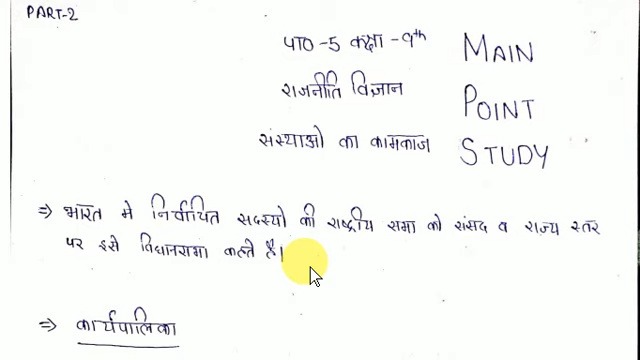 PART-2
पाठ-5 कक्षा-9th MAIN
राजनीति विज्ञान POINT
संस्थाओ का कामकाज STUDY
⇒ भारत मे निर्वाचित सदस्यो की राष्ट्रीय सभा को संसद व राज्य स्तर
पर इसे विधानसभा कहते है।
⇒ कार्यपालिका